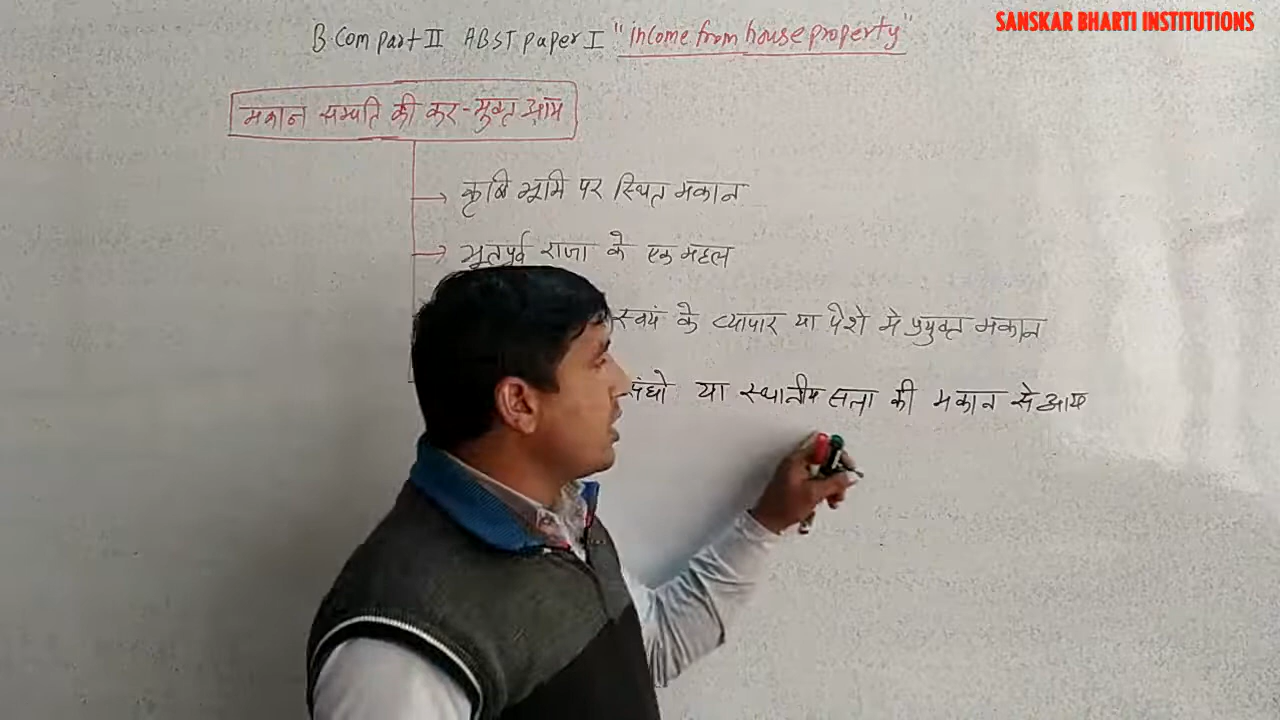 SANSKAR BHARTI INSTITUTIONS
B Com part II ABST paper I "income from house property"
मकान सम्पति की कर-मुक्त आय
कृषि भूमि पर स्थित मकान
भूतपूर्व राजा के एक महल
स्वयं के व्यापार या पेशे मे प्रयुक्त मकान
या स्थानीय सत्ता की मकान से आय